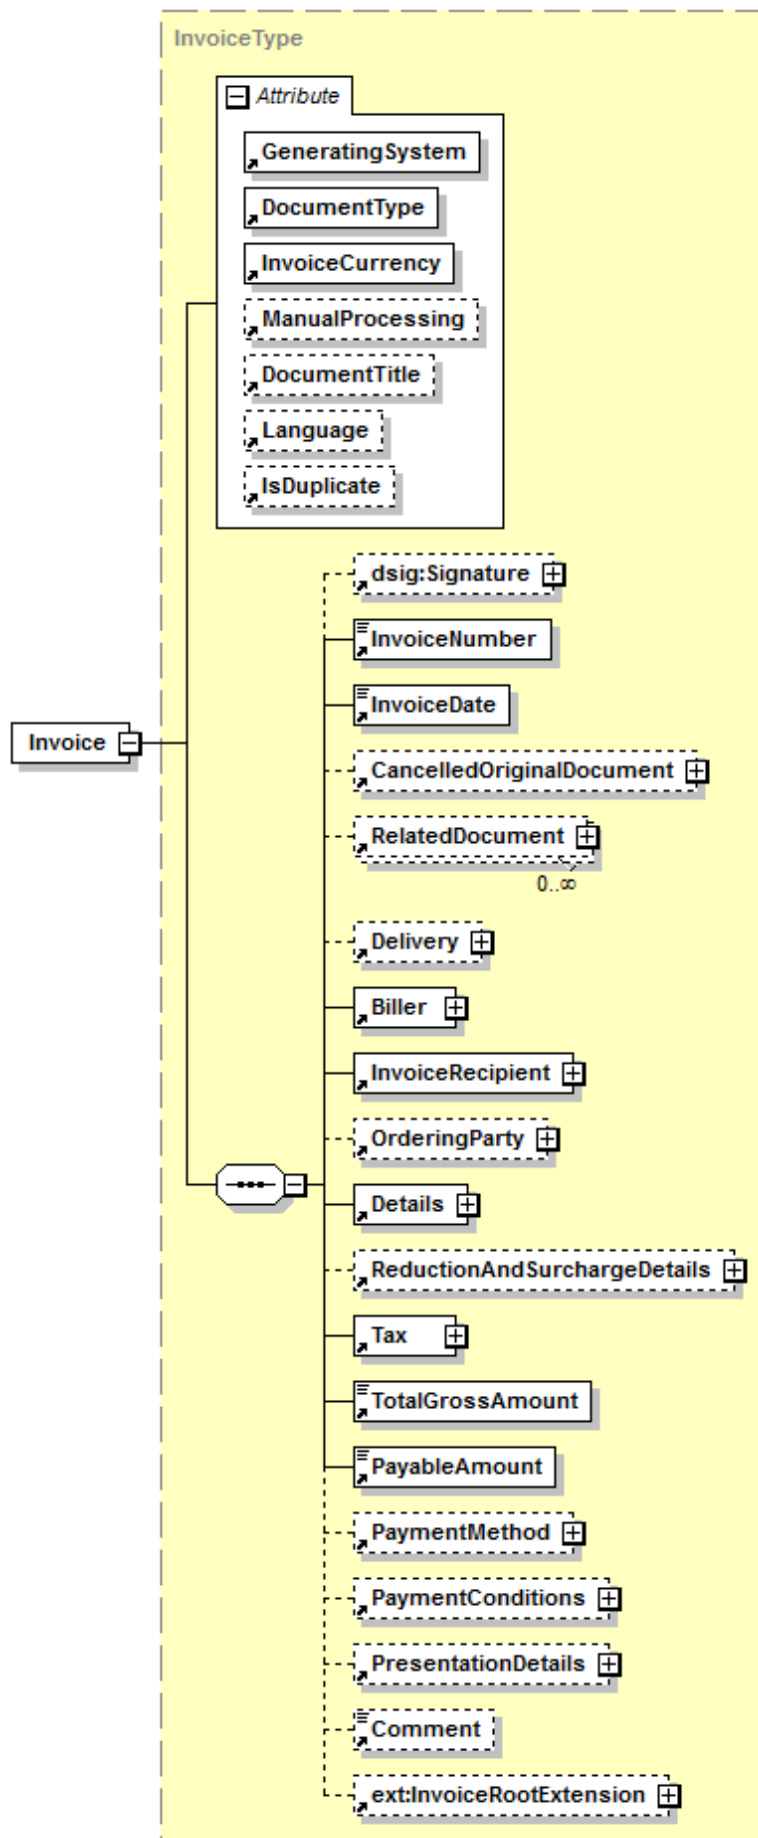 InvoiceType
Attribute
GeneratingSystem
DocumentType
InvoiceCurrency
ManualProcessing
DocumentTitle
Language
IsDuplicate
dsig:Signature
InvoiceNumber
InvoiceDate
Invoice
CancelledOriginalDocument
RelatedDocument
0..∞
Delivery
Biller
InvoiceRecipient
OrderingParty
Details
ReductionAndSurchargeDetails
Tax
TotalGrossAmount
PayableAmount
PaymentMethod
PaymentConditions
PresentationDetails
Comment
ext:InvoiceRootExtension